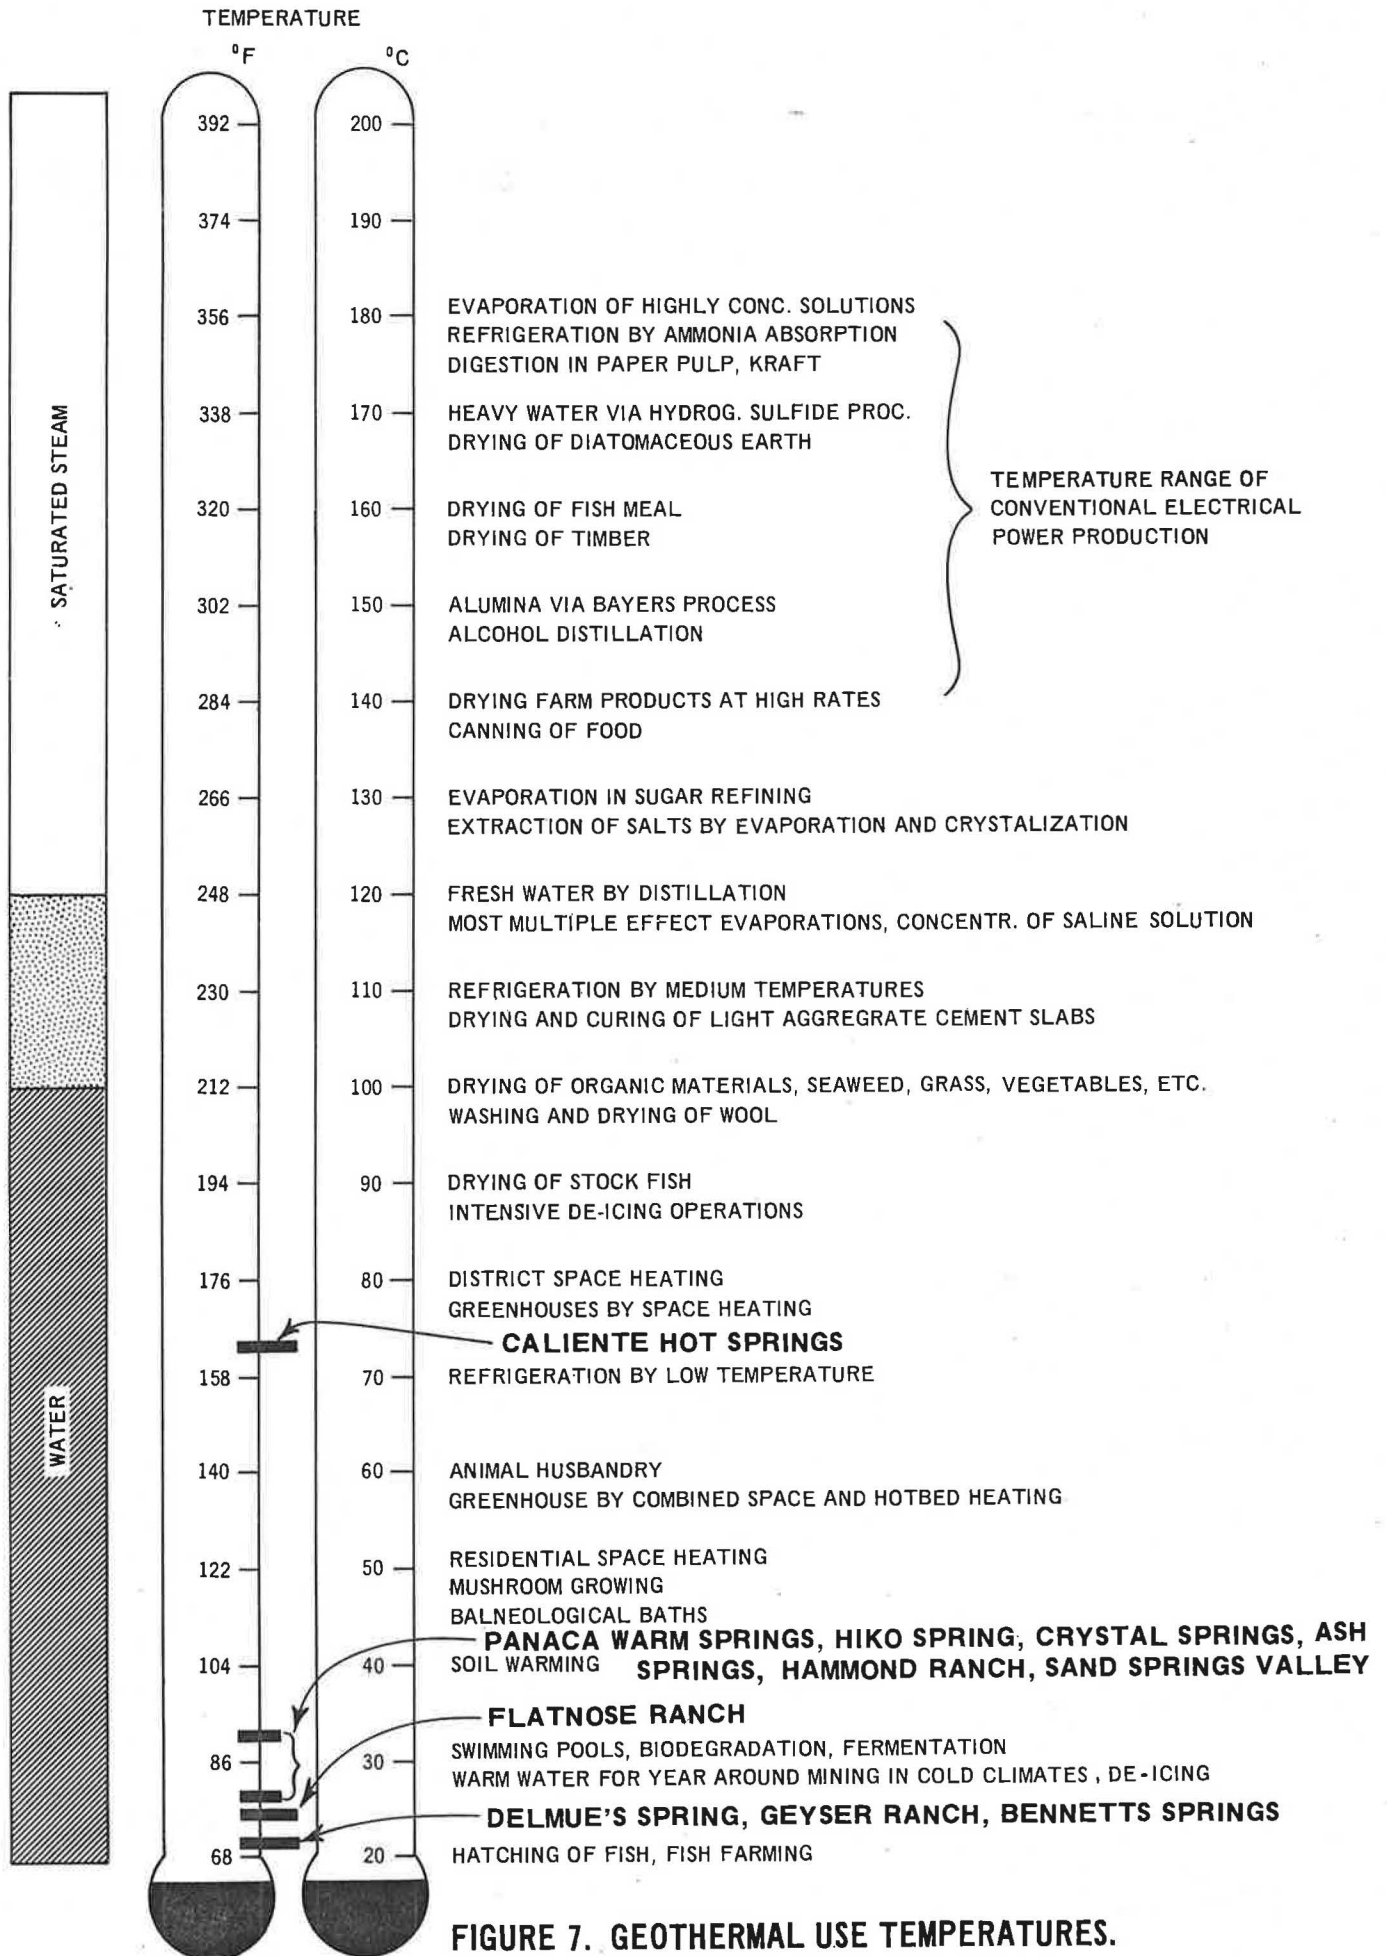 TEMPERATURE
°F °C
392 200
374 190
356 180
EVAPORATION OF HIGHLY CONC. SOLUTIONS
REFRIGERATION BY AMMONIA ABSORPTION
DIGESTION IN PAPER PULP, KRAFT
338 170
HEAVY WATER VIA HYDROG. SULFIDE PROC.
DRYING OF DIATOMACEOUS EARTH
SATURATED STEAM
TEMPERATURE RANGE OF
CONVENTIONAL ELECTRICAL
POWER PRODUCTION
320 160
DRYING OF FISH MEAL
DRYING OF TIMBER
302 150
ALUMINA VIA BAYERS PROCESS
ALCOHOL DISTILLATION
284 140
DRYING FARM PRODUCTS AT HIGH RATES
CANNING OF FOOD
266 130
EVAPORATION IN SUGAR REFINING
EXTRACTION OF SALTS BY EVAPORATION AND CRYSTALIZATION
248 120
FRESH WATER BY DISTILLATION
MOST MULTIPLE EFFECT EVAPORATIONS, CONCENTR. OF SALINE SOLUTION
230 110
REFRIGERATION BY MEDIUM TEMPERATURES
DRYING AND CURING OF LIGHT AGGREGRATE CEMENT SLABS
212 100
DRYING OF ORGANIC MATERIALS, SEAWEED, GRASS, VEGETABLES, ETC.
WASHING AND DRYING OF WOOL
194 90
DRYING OF STOCK FISH
INTENSIVE DE-ICING OPERATIONS
176 80
DISTRICT SPACE HEATING
GREENHOUSES BY SPACE HEATING
CALIENTE HOT SPRINGS
158 70
REFRIGERATION BY LOW TEMPERATURE
WATER
140 60
ANIMAL HUSBANDRY
GREENHOUSE BY COMBINED SPACE AND HOTBED HEATING
122 50
RESIDENTIAL SPACE HEATING
MUSHROOM GROWING
BALNEOLOGICAL BATHS
PANACA WARM SPRINGS, HIKO SPRING, CRYSTAL SPRINGS, ASH
SPRINGS, HAMMOND RANCH, SAND SPRINGS VALLEY
104 40
SOIL WARMING
FLATNOSE RANCH
86 30
SWIMMING POOLS, BIODEGRADATION, FERMENTATION
WARM WATER FOR YEAR AROUND MINING IN COLD CLIMATES, DE-ICING
DELMUE'S SPRING, GEYSER RANCH, BENNETTS SPRINGS
68 20
HATCHING OF FISH, FISH FARMING
FIGURE 7. GEOTHERMAL USE TEMPERATURES.